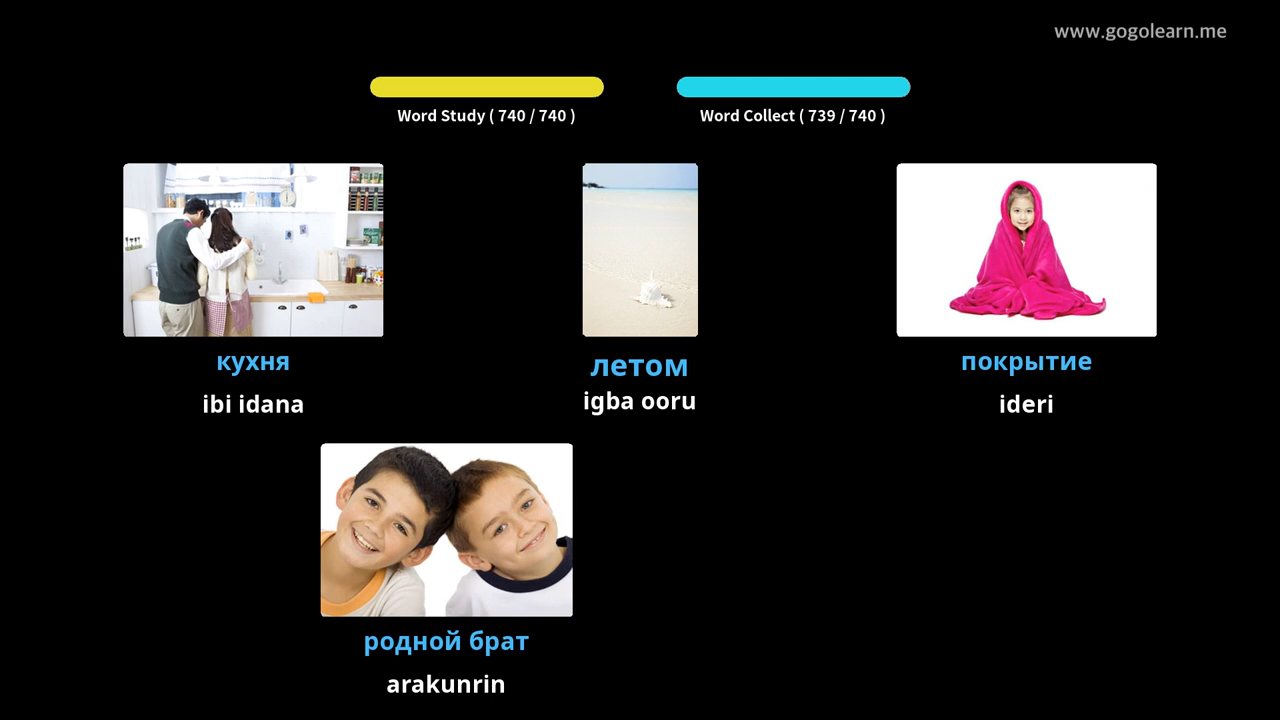 www.gogolearn.me
Word Study ( 740 / 740 )
Word Collect ( 739 / 740 )
кухня
ibi idana
летом
igba ooru
покрытие
ideri
родной брат
arakunrin